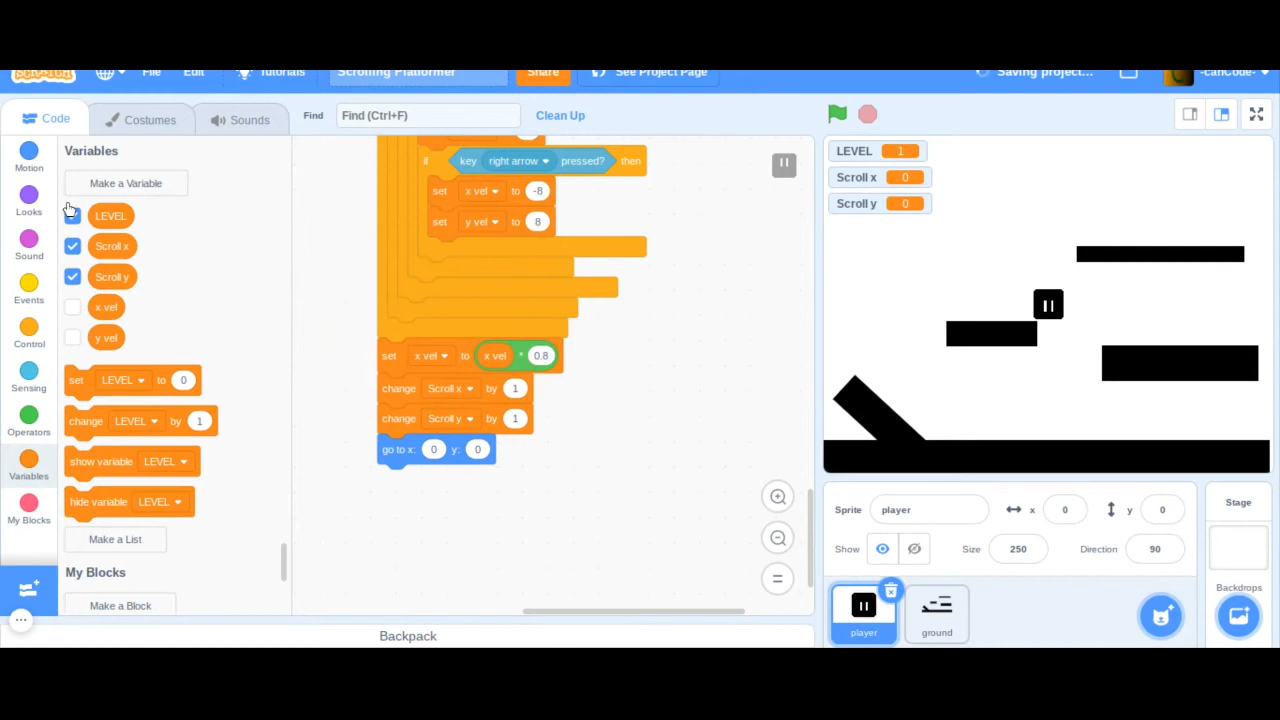 SCRATCH File Edit Tutorials Scrolling Platformer Share See Project Page Saving project... -canCode-
Code Costumes Sounds Find Find (Ctrl+F) Clean Up
Variables
Make a Variable
LEVEL
Scroll x
Scroll y
x vel
y vel
set LEVEL to 0
change LEVEL by 1
show variable LEVEL
hide variable LEVEL
Make a List
My Blocks
Make a Block
Motion
Looks
Sound
Events
Control
Sensing
Operators
Variables
My Blocks
if key right arrow pressed? then
set x vel to -8
set y vel to 8
set x vel to x vel * 0.8
change Scroll x by 1
change Scroll y by 1
go to x: 0 y: 0
Backpack
LEVEL 1
Scroll x 0
Scroll y 0
Sprite player x 0 y 0
Show Size 250 Direction 90
player
ground
Stage
Backdrops